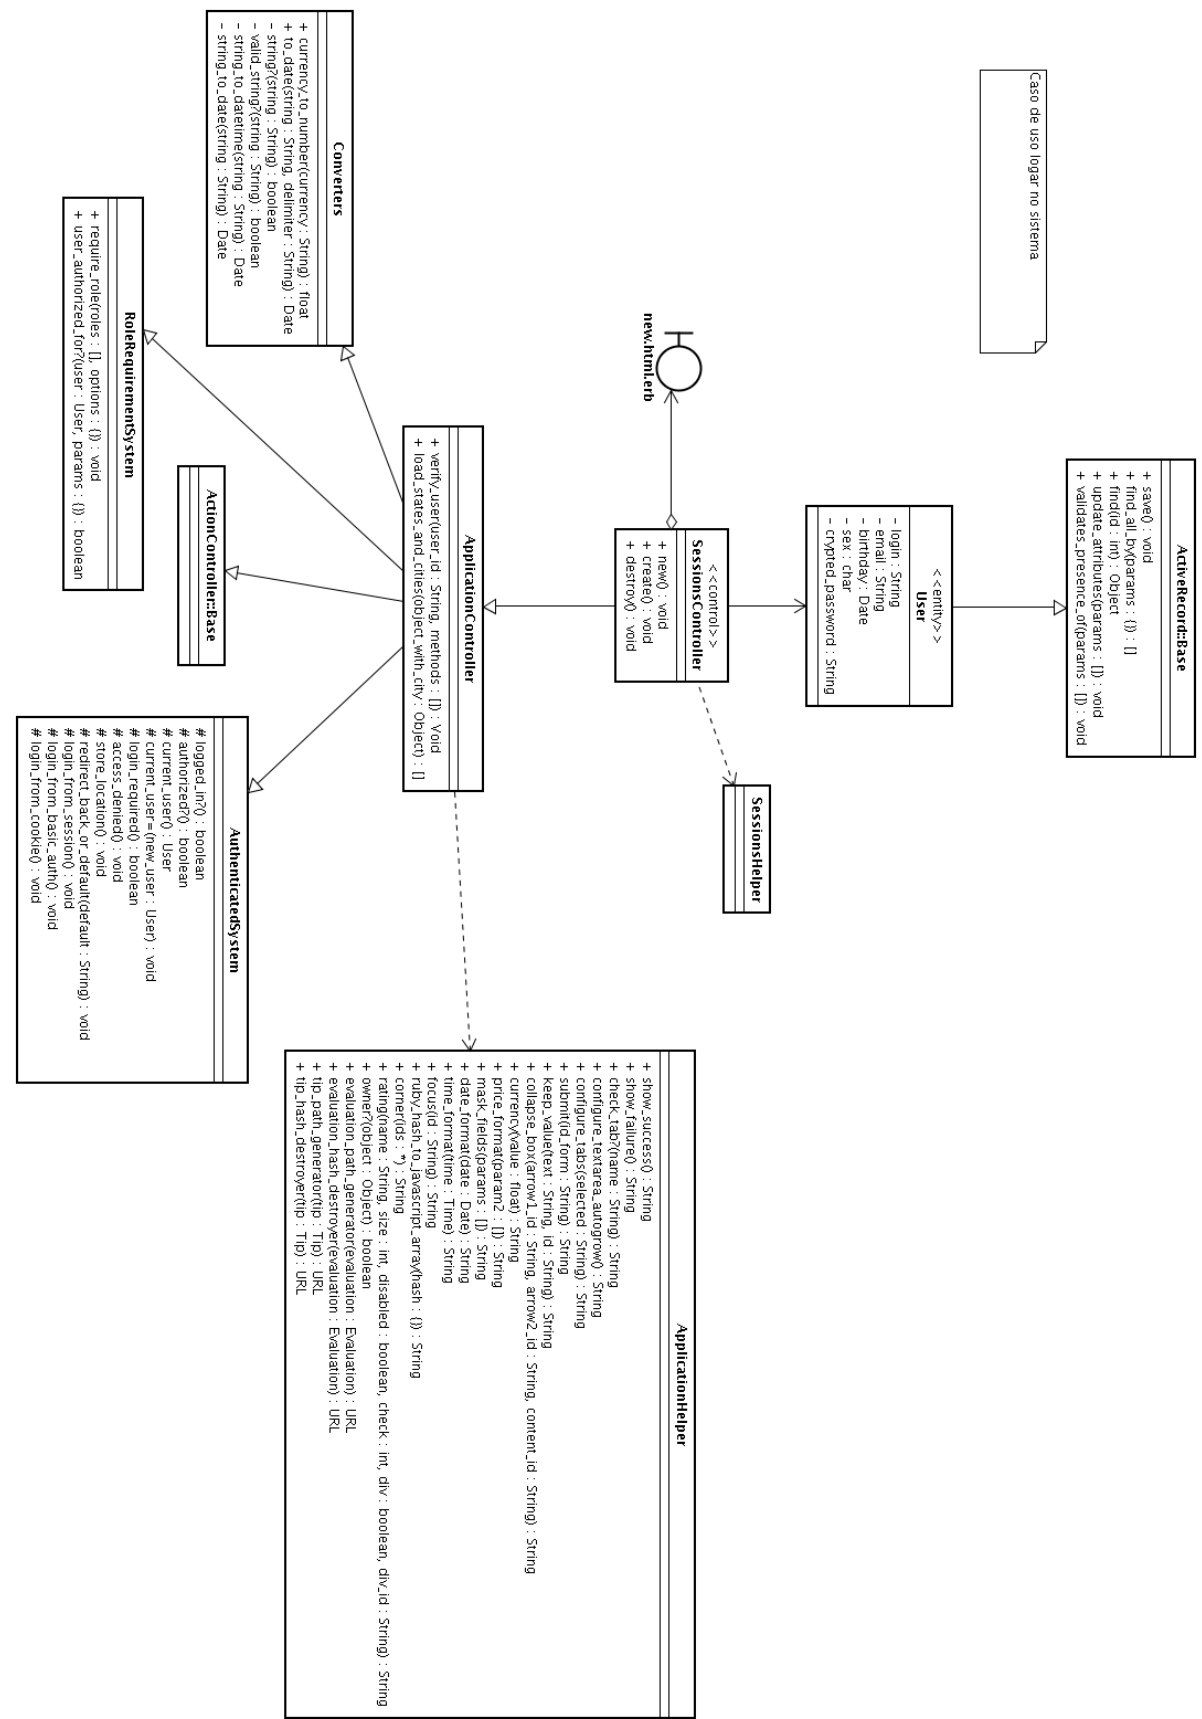 Caso de uso logar no sistema
ActiveRecord::Base
+ save() : void
+ find_all_by(params : {}) : []
+ find(id : int) : Object
+ update_attributes(params : []) : void
+ validates_presence_of(params : []) : void
<<entity>>
User
- login : String
- email : String
- birthday : Date
- sex : char
- crypted_password : String
new.html.erb
<<control>>
SessionsController
+ new() : void
+ create() : void
+ destroy() : void
SessionsHelper
ApplicationController
+ verify_user(user_id : String, methods : []) : Void
+ load_states_and_cities(object_with_city : Object) : []
Converters
+ currency_to_number(currency : String) : float
+ to_date(string : String, delimiter : String) : Date
- string?(string : String) : boolean
- valid_string?(string : String) : boolean
- string_to_datetime(string : String) : Date
- string_to_date(string : String) : Date
RoleRequirementSystem
+ require_role(roles : [], options : {}) : void
+ user_authorized_for?(user : User, params : {}) : boolean
ActionController::Base
AuthenticatedSystem
# logged_in?() : boolean
# authorized?() : boolean
# current_user() : User
# current_user=(new_user : User) : void
# login_required() : boolean
# access_denied() : void
# store_location() : void
# redirect_back_or_default(default : String) : void
# login_from_session() : void
# login_from_basic_auth() : void
# login_from_cookie() : void
ApplicationHelper
+ show_success() : String
+ show_failure() : String
+ check_tab?(name : String) : String
+ configure_textarea_autogrow() : String
+ configure_tabs(selected : String) : String
+ submit(id_form : String) : String
+ keep_value(text : String, id : String) : String
+ collapse_box(arrow1_id : String, arrow2_id : String, content_id : String) : String
+ currency(value : float) : String
+ price_format(param2 : []) : String
+ mask_fields(params : []) : String
+ date_format(date : Date) : String
+ time_format(time : Time) : String
+ focus(id : String) : String
+ ruby_hash_to_javascript_array(hash : {}) : String
+ corner(ids : *) : String
+ rating(name : String, size : int, disabled : boolean, check : int, div : boolean, div_id : String) : String
+ owner?(object : Object) : boolean
+ evaluation_path_generator(evaluation : Evaluation) : URL
+ evaluation_hash_destroyer(evaluation : Evaluation) : URL
+ tip_path_generator(tip : Tip) : URL
+ tip_hash_destroyer(tip : Tip) : URL